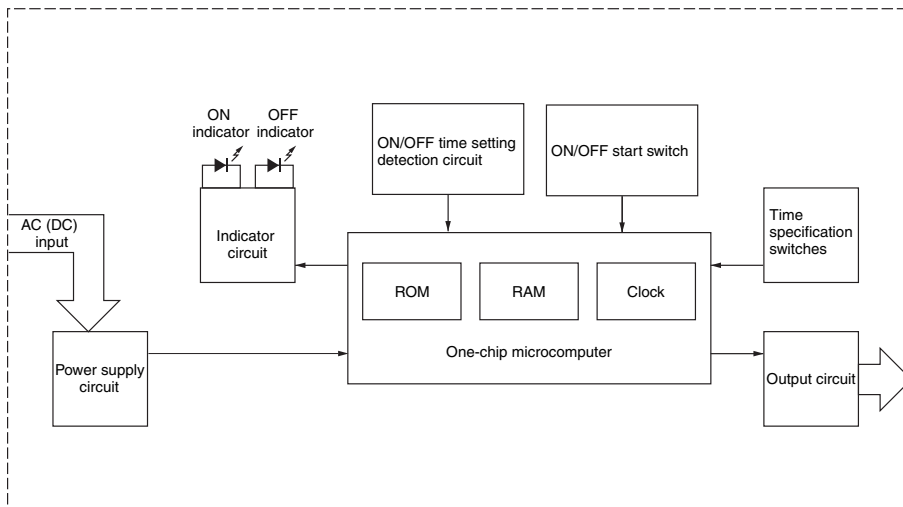 ON
indicator
OFF
indicator
ON/OFF time setting
detection circuit
ON/OFF start switch
AC (DC)
input
Indicator
circuit
Time
specification
switches
ROM
RAM
Clock
One-chip microcomputer
Power supply
circuit
Output circuit